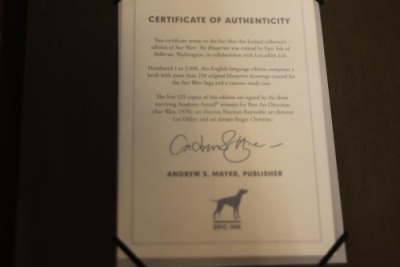 CERTIFICATE OF AUTHENTICITY
This certificate attests to the fact that this limited collector's
edition of Star Wars: The Blueprints was created by Epic Ink of
Bellevue, Washington, in collaboration with Lucasfilm Ltd.
Numbered 1 to 5,000, this English-language edition comprises a
book with more than 250 original blueprint drawings created for
the Star Wars Saga and a custom-made case.
The first 125 copies of this edition are signed by the three
surviving Academy Award® winners for Best Art Direction
(Star Wars, 1978): art director Norman Reynolds; art director
Les Dilley; and set dresser Roger Christian.
ANDREW S. MAYER, PUBLISHER
EPIC INK